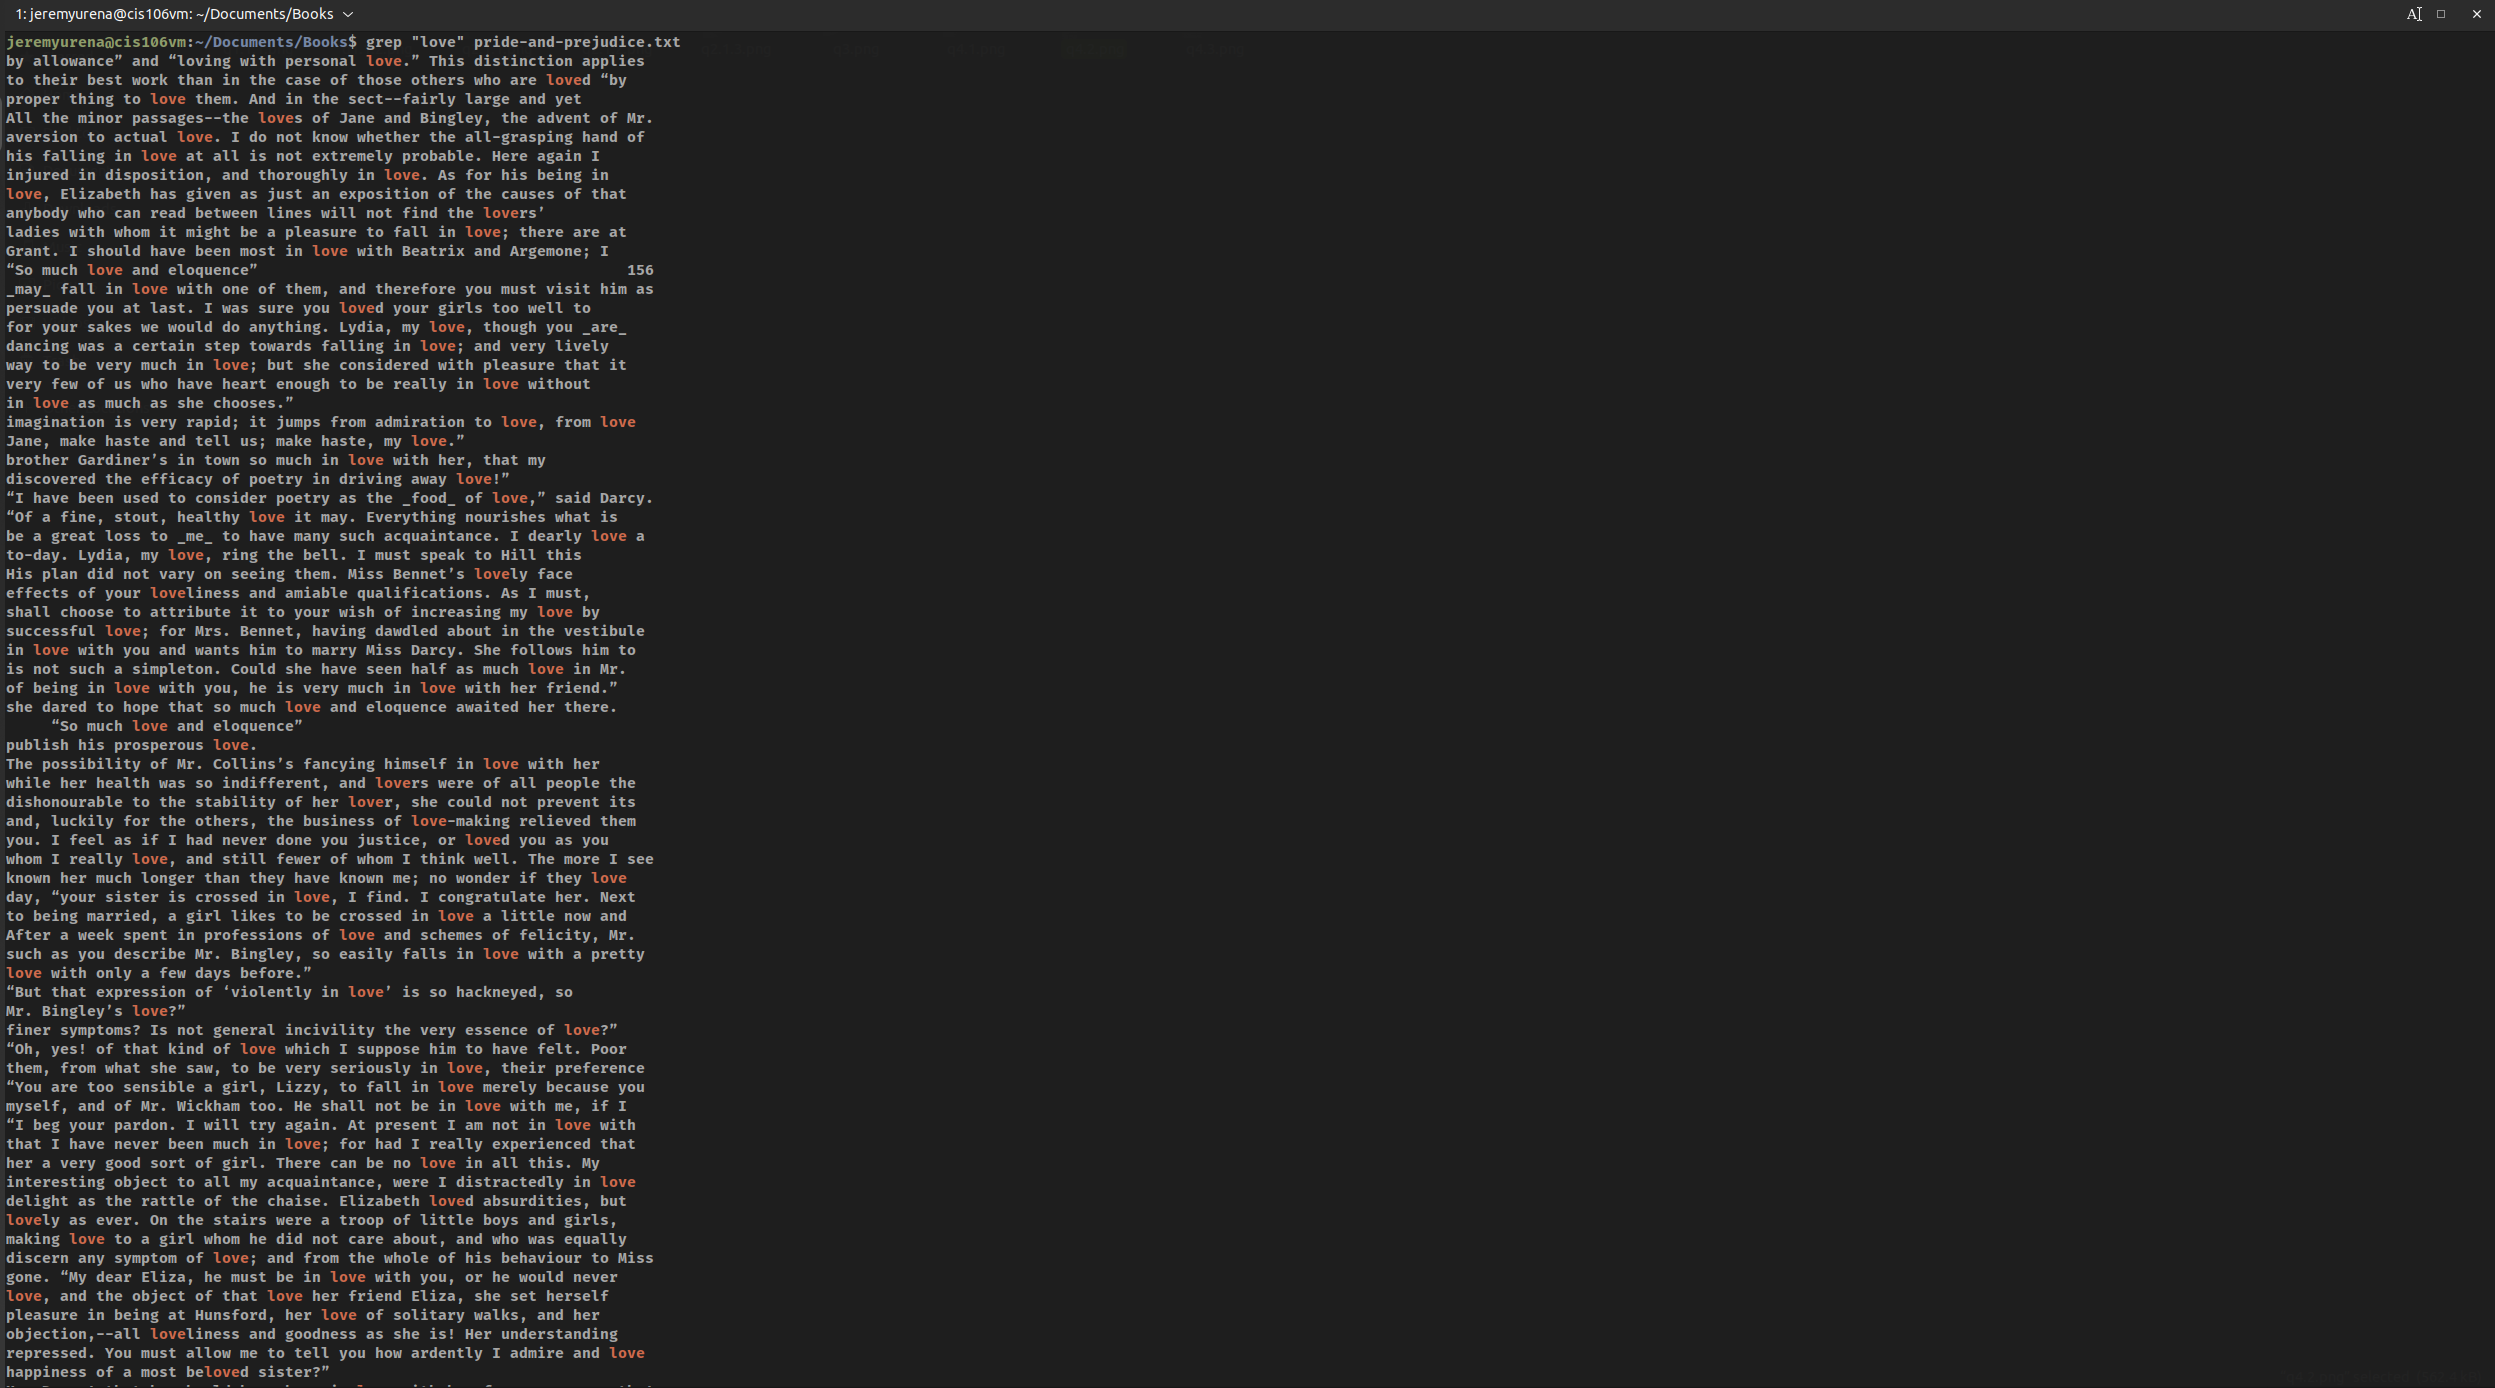 1: jeremyurena@cis106vm: ~/Documents/Books
jeremyurena@cis106vm:~/Documents/Books$ grep "love" pride-and-prejudice.txt
by allowance” and “loving with personal love.” This distinction applies
to their best work than in the case of those others who are loved “by
proper thing to love them. And in the sect--fairly large and yet
All the minor passages--the loves of Jane and Bingley, the advent of Mr.
aversion to actual love. I do not know whether the all-grasping hand of
his falling in love at all is not extremely probable. Here again I
injured in disposition, and thoroughly in love. As for his being in
love, Elizabeth has given as just an exposition of the causes of that
anybody who can read between lines will not find the lovers’
ladies with whom it might be a pleasure to fall in love; there are at
Grant. I should have been most in love with Beatrix and Argemone; I
“So much love and eloquence” 156
_may_ fall in love with one of them, and therefore you must visit him as
persuade you at last. I was sure you loved your girls too well to
for your sakes we would do anything. Lydia, my love, though you _are_
dancing was a certain step towards falling in love; and very lively
way to be very much in love; but she considered with pleasure that it
very few of us who have heart enough to be really in love without
in love as much as she chooses.”
imagination is very rapid; it jumps from admiration to love, from love
Jane, make haste and tell us; make haste, my love.”
brother Gardiner’s in town so much in love with her, that my
discovered the efficacy of poetry in driving away love!”
“I have been used to consider poetry as the _food_ of love,” said Darcy.
“Of a fine, stout, healthy love it may. Everything nourishes what is
be a great loss to _me_ to have many such acquaintance. I dearly love a
to-day. Lydia, my love, ring the bell. I must speak to Hill this
His plan did not vary on seeing them. Miss Bennet’s lovely face
effects of your loveliness and amiable qualifications. As I must,
shall choose to attribute it to your wish of increasing my love by
successful love; for Mrs. Bennet, having dawdled about in the vestibule
in love with you and wants him to marry Miss Darcy. She follows him to
is not such a simpleton. Could she have seen half as much love in Mr.
of being in love with you, he is very much in love with her friend.”
she dared to hope that so much love and eloquence awaited her there.
“So much love and eloquence”
publish his prosperous love.
The possibility of Mr. Collins’s fancying himself in love with her
while her health was so indifferent, and lovers were of all people the
dishonourable to the stability of her lover, she could not prevent its
and, luckily for the others, the business of love-making relieved them
you. I feel as if I had never done you justice, or loved you as you
whom I really love, and still fewer of whom I think well. The more I see
known her much longer than they have known me; no wonder if they love
day, “your sister is crossed in love, I find. I congratulate her. Next
to being married, a girl likes to be crossed in love a little now and
After a week spent in professions of love and schemes of felicity, Mr.
such as you describe Mr. Bingley, so easily falls in love with a pretty
love with only a few days before.”
“But that expression of ‘violently in love’ is so hackneyed, so
Mr. Bingley’s love?”
finer symptoms? Is not general incivility the very essence of love?”
“Oh, yes! of that kind of love which I suppose him to have felt. Poor
them, from what she saw, to be very seriously in love, their preference
“You are too sensible a girl, Lizzy, to fall in love merely because you
myself, and of Mr. Wickham too. He shall not be in love with me, if I
“I beg your pardon. I will try again. At present I am not in love with
that I have never been much in love; for had I really experienced that
her a very good sort of girl. There can be no love in all this. My
interesting object to all my acquaintance, were I distractedly in love
delight as the rattle of the chaise. Elizabeth loved absurdities, but
lovely as ever. On the stairs were a troop of little boys and girls,
making love to a girl whom he did not care about, and who was equally
discern any symptom of love; and from the whole of his behaviour to Miss
gone. “My dear Eliza, he must be in love with you, or he would never
love, and the object of that love her friend Eliza, she set herself
pleasure in being at Hunsford, her love of solitary walks, and her
objection,--all loveliness and goodness as she is! Her understanding
repressed. You must allow me to tell you how ardently I admire and love
happiness of a most beloved sister?”